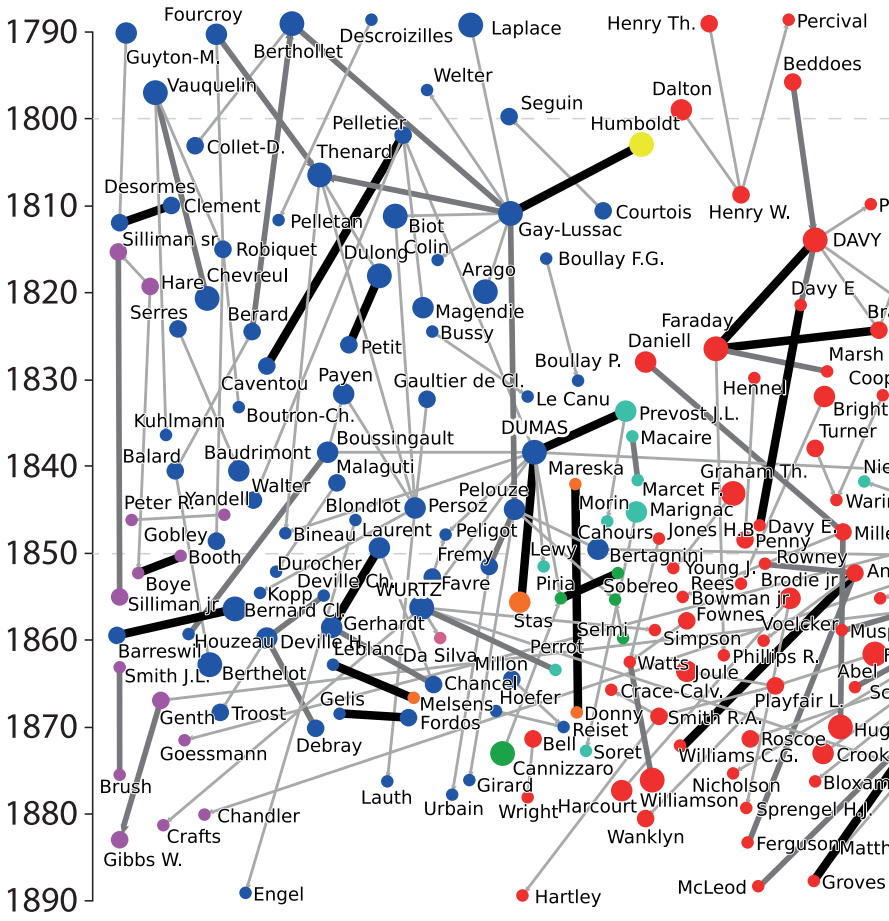 1790
Fourcroy
Guyton-M.
Berthollet
Descroizilles
Laplace
Henry Th.
Percival
Vauquelin
Welter
Seguin
Dalton
Beddoes
1800
Collet-D.
Pelletier
Thenard
Humboldt
Desormes
Clement
1810
Pelletan
Biot
Gay-Lussac
Courtois
Henry W.
DAVY
Silliman sr
Robiquet
Colin
Dulong
Boullay F.G.
Hare
Chevreul
Arago
Davy E
1820
Serres
Berard
Magendie
Bussy
Petit
Faraday
Daniell
Marsh
1830
Caventou
Payen
Gaultier de Cl.
Boullay P.
Le Canu
Hennel
Coop
Bright
Kuhlmann
Boutron-Ch.
Prevost J.L.
Turner
Boussingault
DUMAS
Macaire
1840
Balard
Baudrimont
Malaguti
Mareska
Graham Th.
Nie
Peter R.
Yandell
Walter
Blondlot
Persoz
Pelouze
Morin
Marcet F.
Marignac
Warin
Gobley
Bineau
Laurent
Peligot
Cahours
Jones H.B
Penny
Davy E.
Mille
1850
Booth
Boye
Durocher
Fremy
Favre
Lewy
Bertagnini
Young J.
Rowney
Brodie jr
An
Silliman jr
Kopp
Deville Ch.
WURTZ
Piria
Sobereo
Rees
Bowman jr
Bernard Cl.
Gerhardt
Stas
Selmi
Fownes
Voelcker
Musp
1860
Barreswil
Houzeau
Deville H.
Leblanc
Da Silva
Perrot
Simpson
Phillips R.
Smith J.L.
Berthelot
Millon
Watts
Joule
Abel
Chancel
Hoefer
Crace-Calv.
Playfair L.
Genth
Troost
Gelis
Melsens
Fordos
Donny
Smith R.A.
Hug
1870
Goessmann
Debray
Reiset
Bell
Soret
Williams C.G.
Roscoe
Crook
Brush
Lauth
Girard
Cannizzaro
Nicholson
Bloxam
Urbain
Wright
Harcourt
Williamson
1880
Chandler
Sprengel H.J.
Crafts
Wanklyn
Gibbs W.
Ferguson
Matth
1890
Engel
Hartley
McLeod
Groves